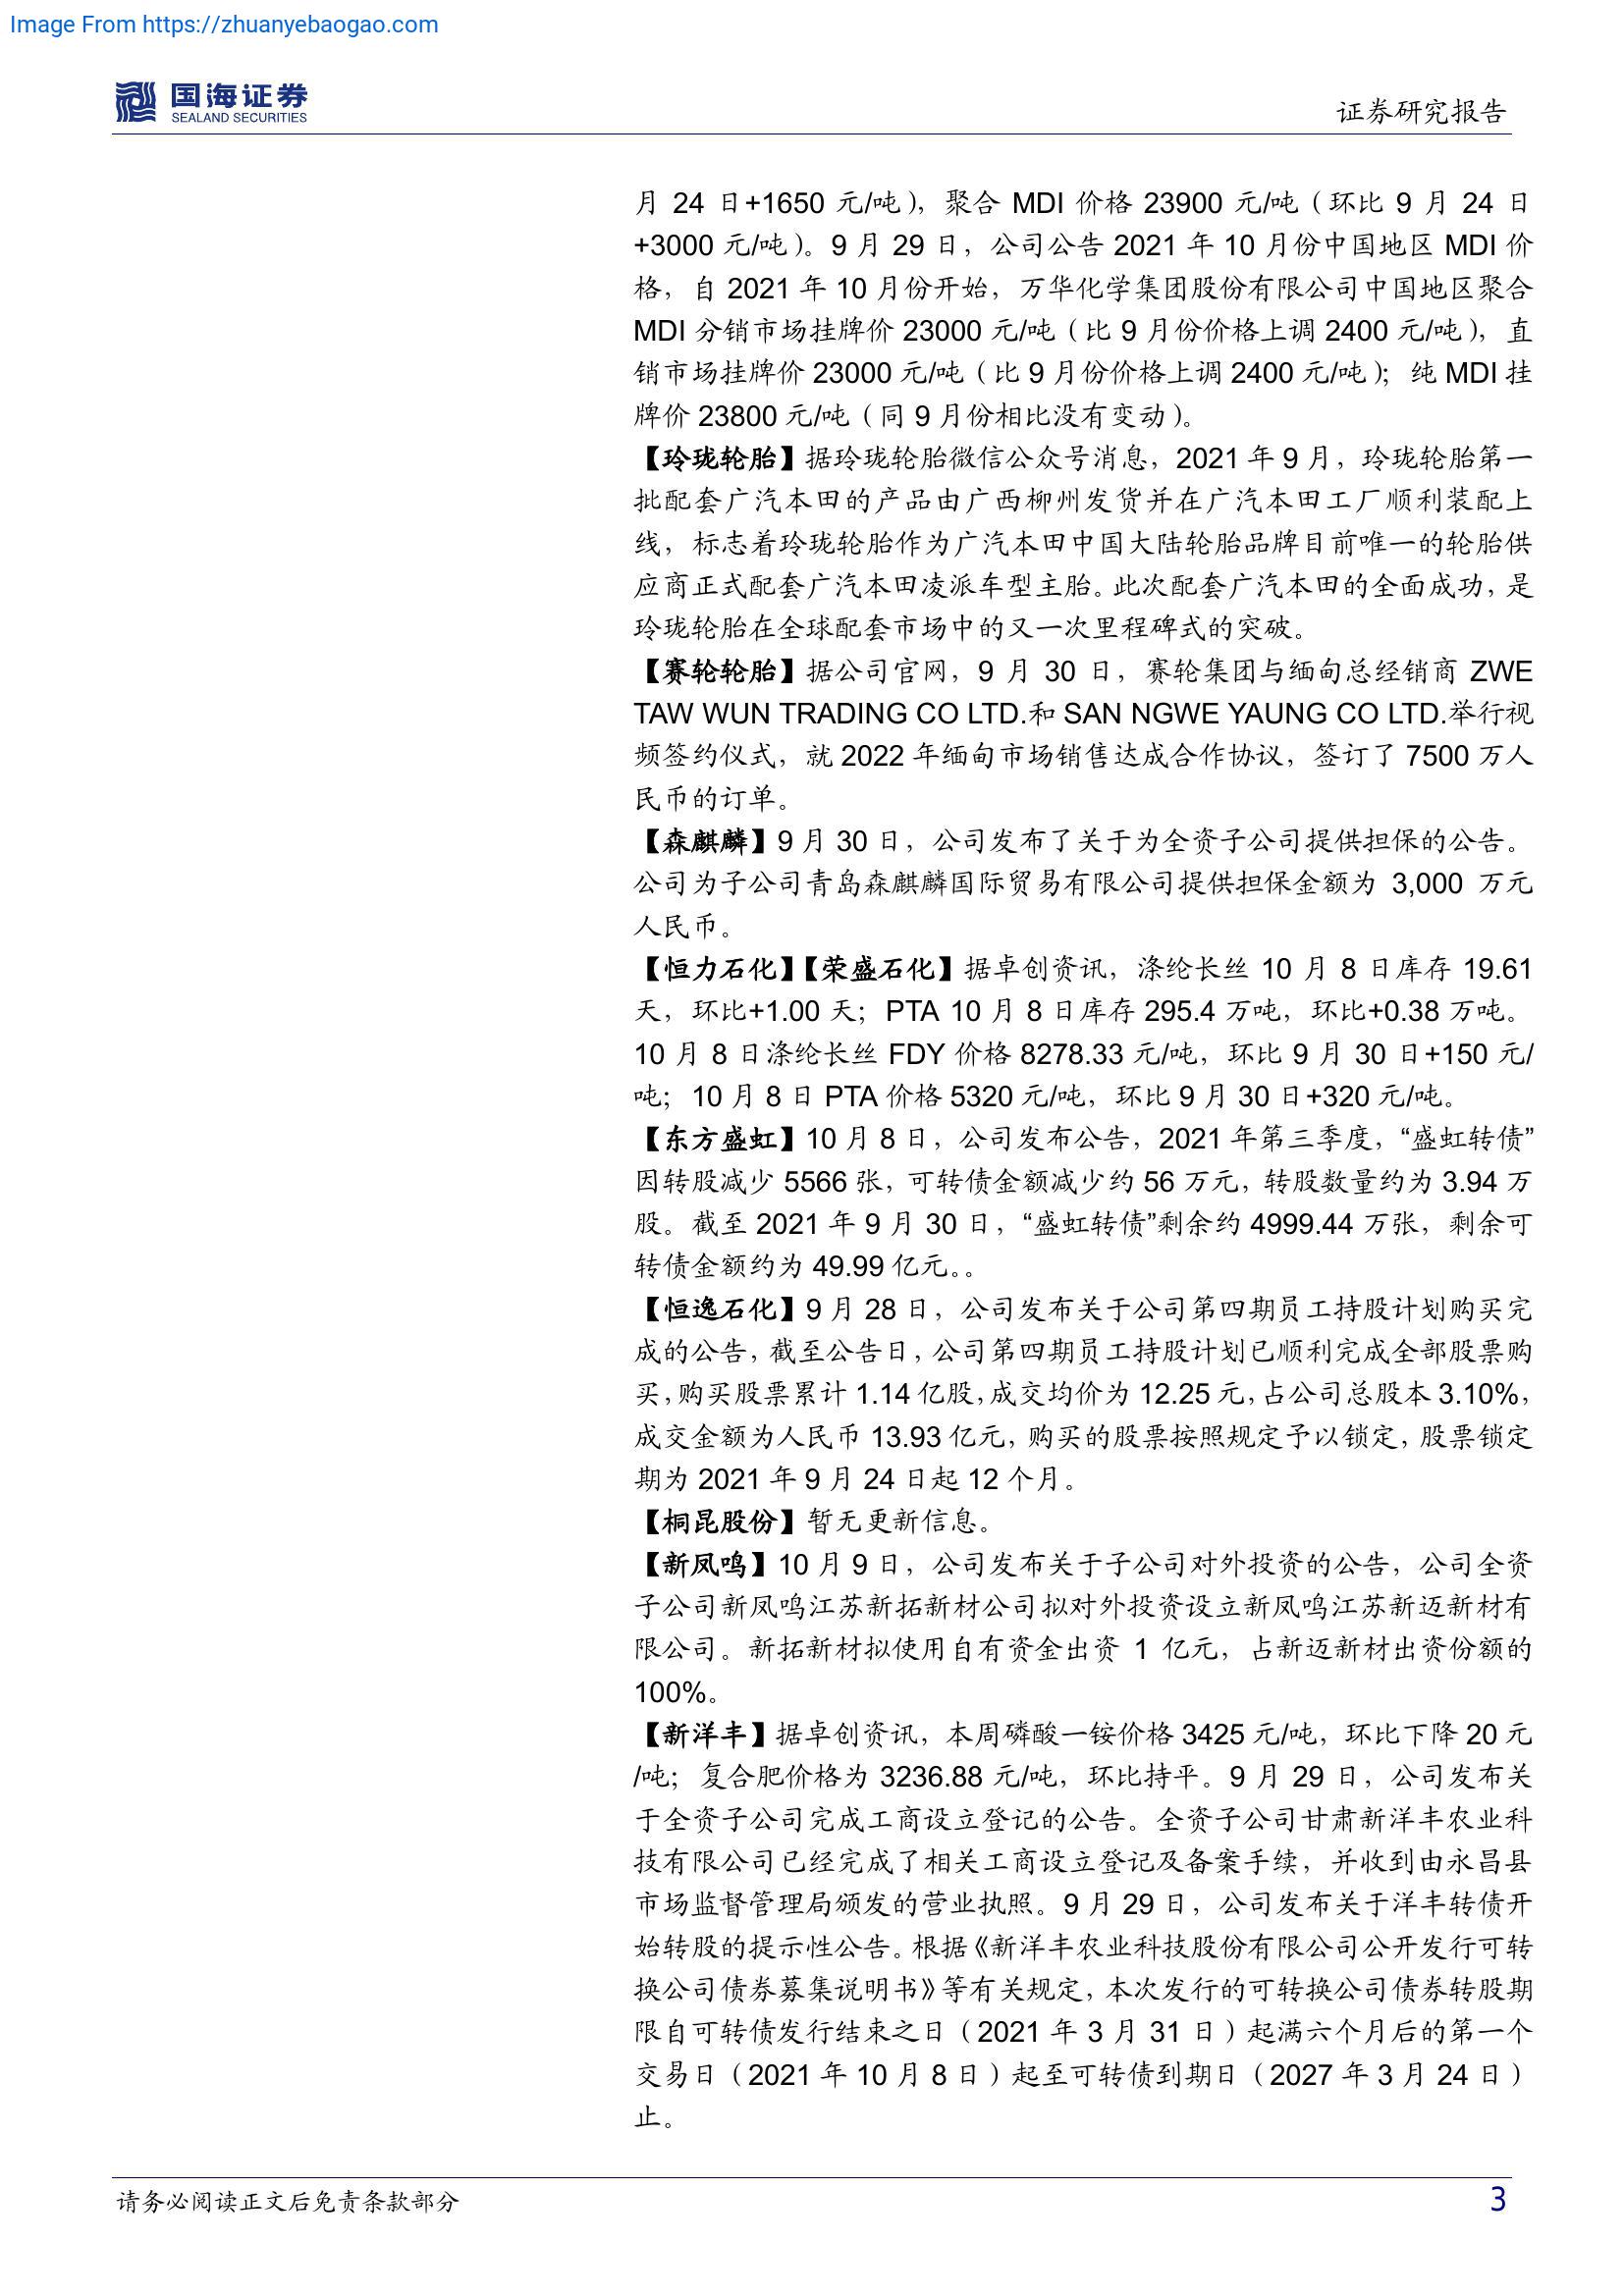 Image From https://zhuanyebaogao.com
国海证券
SEALAND SECURITIES
证券研究报告
月 24 日+1650 元/吨），聚合 MDI 价格 23900 元/吨（环比 9 月 24 日
+3000 元/吨）。9 月 29 日，公司公告 2021 年 10 月份中国地区 MDI 价
格，自 2021 年 10 月份开始，万华化学集团股份有限公司中国地区聚合
MDI 分销市场挂牌价 23000 元/吨（比 9 月份价格上调 2400 元/吨），直
销市场挂牌价 23000 元/吨（比 9 月份价格上调 2400 元/吨）；纯 MDI 挂
牌价 23800 元/吨（同 9 月份相比没有变动）。
【玲珑轮胎】据玲珑轮胎微信公众号消息，2021 年 9 月，玲珑轮胎第一
批配套广汽本田的产品由广西柳州发货并在广汽本田工厂顺利装配上
线，标志着玲珑轮胎作为广汽本田中国大陆轮胎品牌目前唯一的轮胎供
应商正式配套广汽本田凌派车型主胎。此次配套广汽本田的全面成功，是
玲珑轮胎在全球配套市场中的又一次里程碑式的突破。
【赛轮轮胎】据公司官网，9 月 30 日，赛轮集团与缅甸总经销商 ZWE
TAW WUN TRADING CO LTD.和 SAN NGWE YAUNG CO LTD.举行视
频签约仪式，就 2022 年缅甸市场销售达成合作协议，签订了 7500 万人
民币的订单。
【森麒麟】9 月 30 日，公司发布了关于为全资子公司提供担保的公告。
公司为子公司青岛森麒麟国际贸易有限公司提供担保金额为 3,000 万元
人民币。
【恒力石化】【荣盛石化】据卓创资讯，涤纶长丝 10 月 8 日库存 19.61
天，环比+1.00 天；PTA 10 月 8 日库存 295.4 万吨，环比+0.38 万吨。
10 月 8 日涤纶长丝 FDY 价格 8278.33 元/吨，环比 9 月 30 日+150 元/
吨；10 月 8 日 PTA 价格 5320 元/吨，环比 9 月 30 日+320 元/吨。
【东方盛虹】10 月 8 日，公司发布公告，2021 年第三季度，“盛虹转债”
因转股减少 5566 张，可转债金额减少约 56 万元，转股数量约为 3.94 万
股。截至 2021 年 9 月 30 日，“盛虹转债”剩余约 4999.44 万张，剩余可
转债金额约为 49.99 亿元。。
【恒逸石化】9 月 28 日，公司发布关于公司第四期员工持股计划购买完
成的公告，截至公告日，公司第四期员工持股计划已顺利完成全部股票购
买，购买股票累计 1.14 亿股，成交均价为 12.25 元，占公司总股本 3.10%，
成交金额为人民币 13.93 亿元，购买的股票按照规定予以锁定，股票锁定
期为 2021 年 9 月 24 日起 12 个月。
【桐昆股份】暂无更新信息。
【新凤鸣】10 月 9 日，公司发布关于子公司对外投资的公告，公司全资
子公司新凤鸣江苏新拓新材公司拟对外投资设立新凤鸣江苏新迈新材有
限公司。新拓新材拟使用自有资金出资 1 亿元，占新迈新材出资份额的
100%。
【新洋丰】据卓创资讯，本周磷酸一铵价格 3425 元/吨，环比下降 20 元
/吨；复合肥价格为 3236.88 元/吨，环比持平。9 月 29 日，公司发布关
于全资子公司完成工商设立登记的公告。全资子公司甘肃新洋丰农业科
技有限公司已经完成了相关工商设立登记及备案手续，并收到由永昌县
市场监督管理局颁发的营业执照。9 月 29 日，公司发布关于洋丰转债开
始转股的提示性公告。根据《新洋丰农业科技股份有限公司公开发行可转
换公司债券募集说明书》等有关规定，本次发行的可转换公司债券转股期
限自可转债发行结束之日（2021 年 3 月 31 日）起满六个月后的第一个
交易日（2021 年 10 月 8 日）起至可转债到期日（2027 年 3 月 24 日）
止。
请务必阅读正文后免责条款部分
3